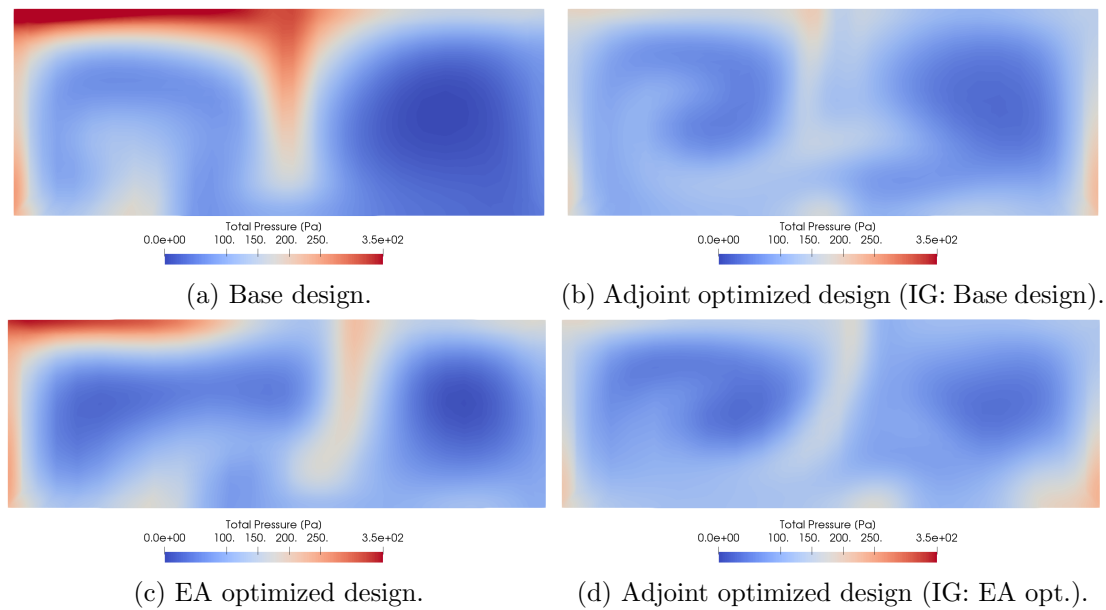 Total Pressure (Pa)
0.0e+00 100. 150. 200. 250. 3.5e+02
(a) Base design.
Total Pressure (Pa)
0.0e+00 100. 150. 200. 250. 3.5e+02
(b) Adjoint optimized design (IG: Base design).
Total Pressure (Pa)
0.0e+00 100. 150. 200. 250. 3.5e+02
(c) EA optimized design.
Total Pressure (Pa)
0.0e+00 100. 150. 200. 250. 3.5e+02
(d) Adjoint optimized design (IG: EA opt.).